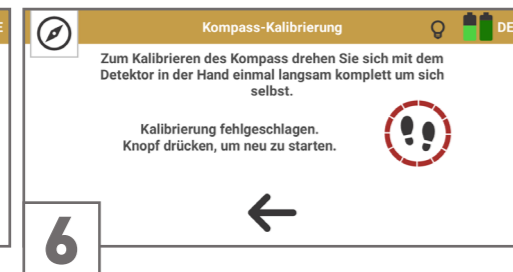 E
Kompass-Kalibrierung
DE
Zum Kalibrieren des Kompass drehen Sie sich mit dem
Detektor in der Hand einmal langsam komplett um sich
selbst.
Kalibrierung fehlgeschlagen.
Knopf drücken, um neu zu starten.
6